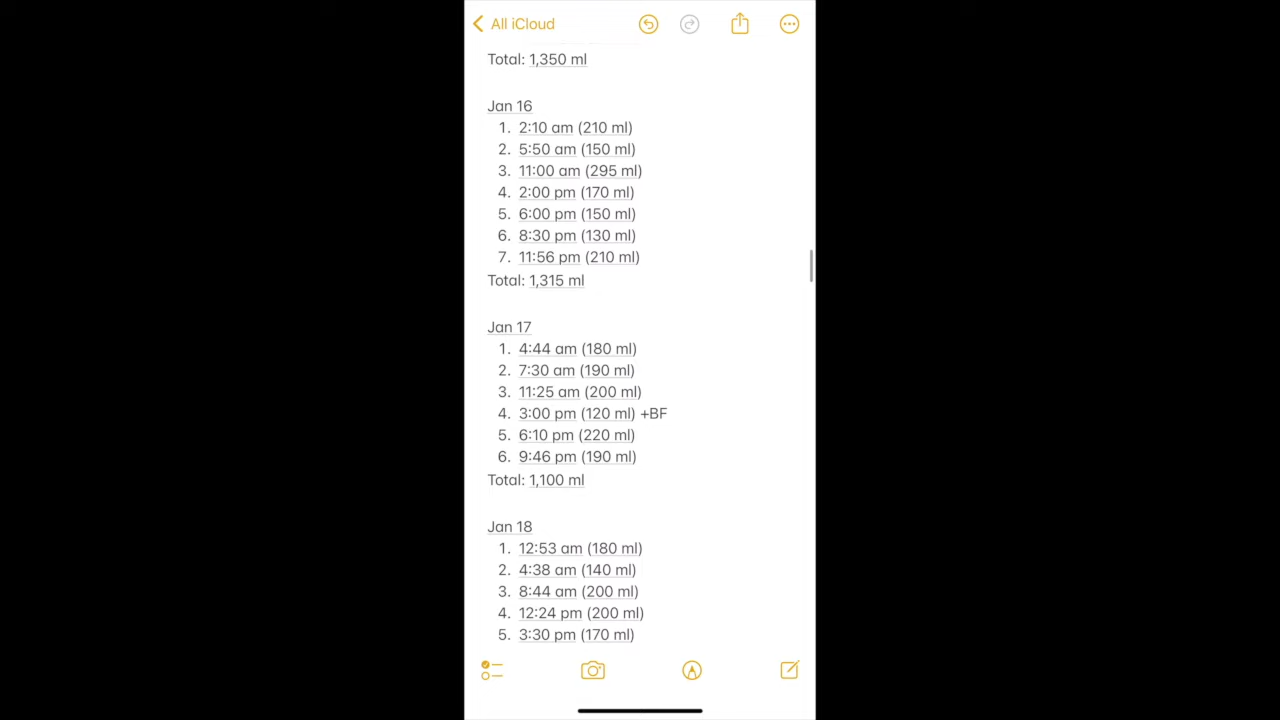 All iCloud
Total: 1,350 ml
Jan 16
1. 2:10 am (210 ml)
2. 5:50 am (150 ml)
3. 11:00 am (295 ml)
4. 2:00 pm (170 ml)
5. 6:00 pm (150 ml)
6. 8:30 pm (130 ml)
7. 11:56 pm (210 ml)
Total: 1,315 ml
Jan 17
1. 4:44 am (180 ml)
2. 7:30 am (190 ml)
3. 11:25 am (200 ml)
4. 3:00 pm (120 ml) +BF
5. 6:10 pm (220 ml)
6. 9:46 pm (190 ml)
Total: 1,100 ml
Jan 18
1. 12:53 am (180 ml)
2. 4:38 am (140 ml)
3. 8:44 am (200 ml)
4. 12:24 pm (200 ml)
5. 3:30 pm (170 ml)